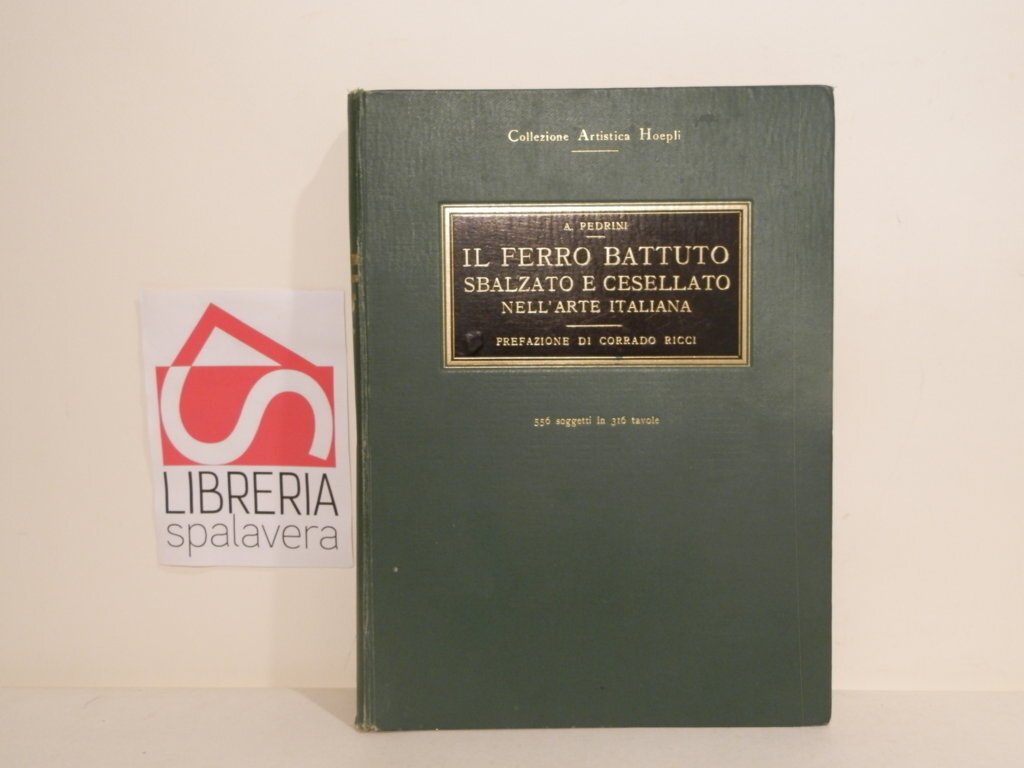 Collezione Artistica Hoepli
A. PEDRINI
IL FERRO BATTUTO
SBALZATO E CESELLATO
NELL'ARTE ITALIANA
PREFAZIONE DI CORRADO RICCI
556 soggetti in 316 tavole
LIBRERIA
spalavera